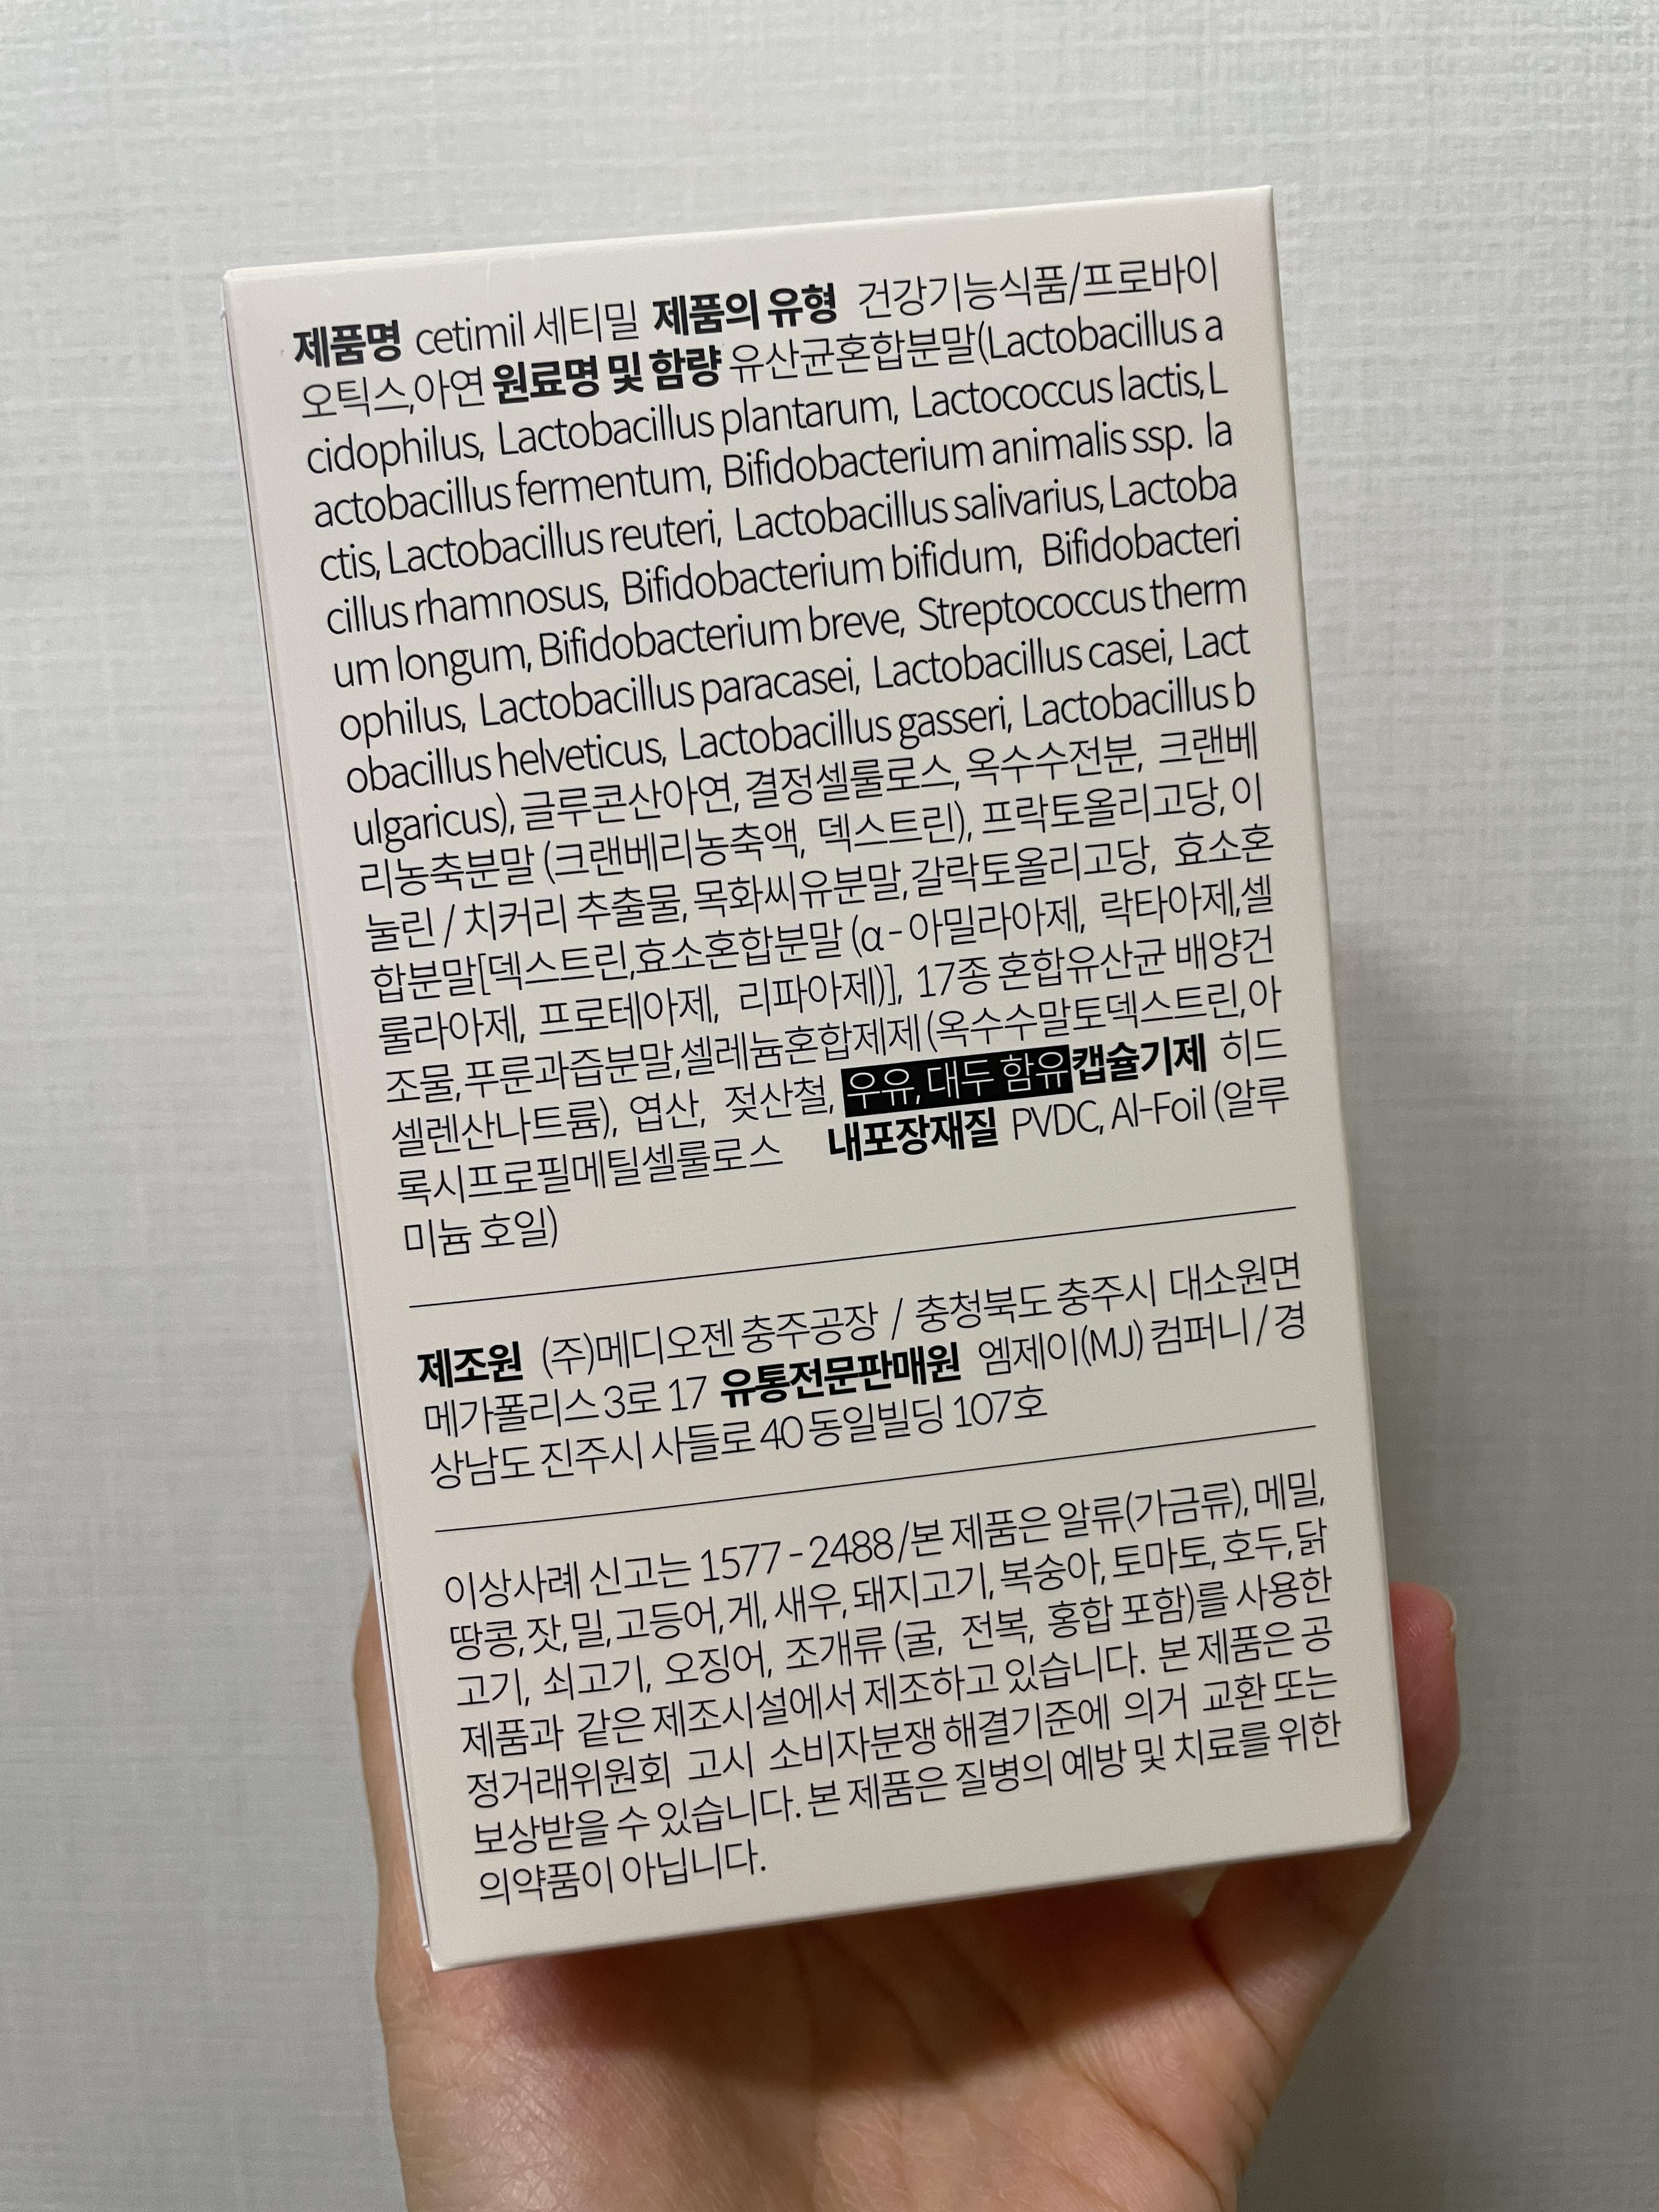 제품명 cetimil 세티밀 제품의 유형 건강기능식품/프로바이
오틱스,아연 원료명 및 함량 유산균혼합분말(Lactobacillus a
cidophilus, Lactobacillus plantarum, Lactococcus lactis, L
actobacillus fermentum, Bifidobacterium animalis ssp. la
ctis, Lactobacillus reuteri, Lactobacillus salivarius, Lactoba
cillus rhamnosus, Bifidobacterium bifidum, Bifidobacteri
um longum, Bifidobacterium breve, Streptococcus therm
ophilus, Lactobacillus paracasei, Lactobacillus casei, Lact
obacillus helveticus, Lactobacillus gasseri, Lactobacillus b
ulgaricus), 글루콘산아연, 결정셀룰로스, 옥수수전분, 크랜베
리농축분말 (크랜베리농축액, 덱스트린), 프락토올리고당, 이
눌린 / 치커리 추출물, 목화씨유분말, 갈락토올리고당, 효소혼
합분말[덱스트린,효소혼합분말 (α-아밀라아제, 락타아제,셀
룰라아제, 프로테아제, 리파아제)], 17종 혼합유산균 배양건
조물, 푸룬과즙분말, 셀레늄혼합제제 (옥수수말토덱스트린, 아
셀렌산나트륨), 엽산, 젖산철, 우유, 대두 함유 캡슐기제 히드
록시프로필메틸셀룰로스 내포장재질 PVDC, Al-Foil (알루
미늄 호일)
제조원 (주)메디오젠 충주공장 / 충청북도 충주시 대소원면
메가폴리스 3로 17 유통전문판매원 엠제이(MJ) 컴퍼니 / 경
상남도 진주시 사들로 40 동일빌딩 107호
이상사례 신고는 1577-2488 /본 제품은 알류(가금류), 메밀,
땅콩, 잣, 밀, 고등어, 게, 새우, 돼지고기, 복숭아, 토마토, 호두, 닭
고기, 쇠고기, 오징어, 조개류 (굴, 전복, 홍합 포함)를 사용한
제품과 같은 제조시설에서 제조하고 있습니다. 본 제품은 공
정거래위원회 고시 소비자분쟁 해결기준에 의거 교환 또는
보상받을 수 있습니다. 본 제품은 질병의 예방 및 치료를 위한
의약품이 아닙니다.